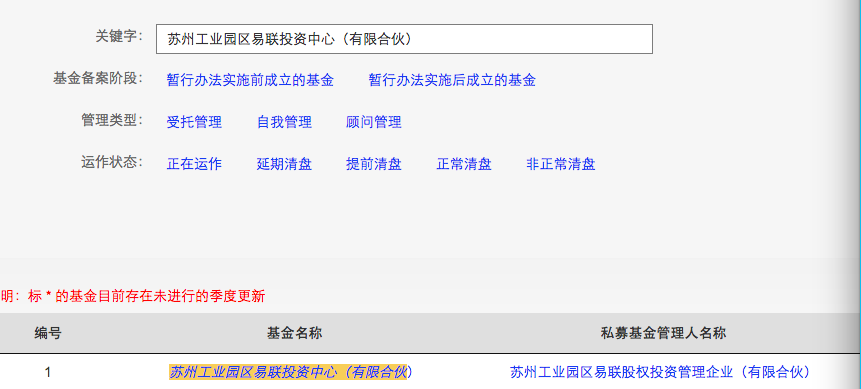 关键字： 苏州工业园区易联投资中心（有限合伙）
基金备案阶段： 暂行办法实施前成立的基金 暂行办法实施后成立的基金
管理类型： 受托管理 自我管理 顾问管理
运作状态： 正在运作 延期清盘 提前清盘 正常清盘 非正常清盘
明：标 * 的基金目前存在未进行的季度更新
编号 基金名称 私募基金管理人名称
1 苏州工业园区易联投资中心（有限合伙） 苏州工业园区易联股权投资管理企业（有限合伙）